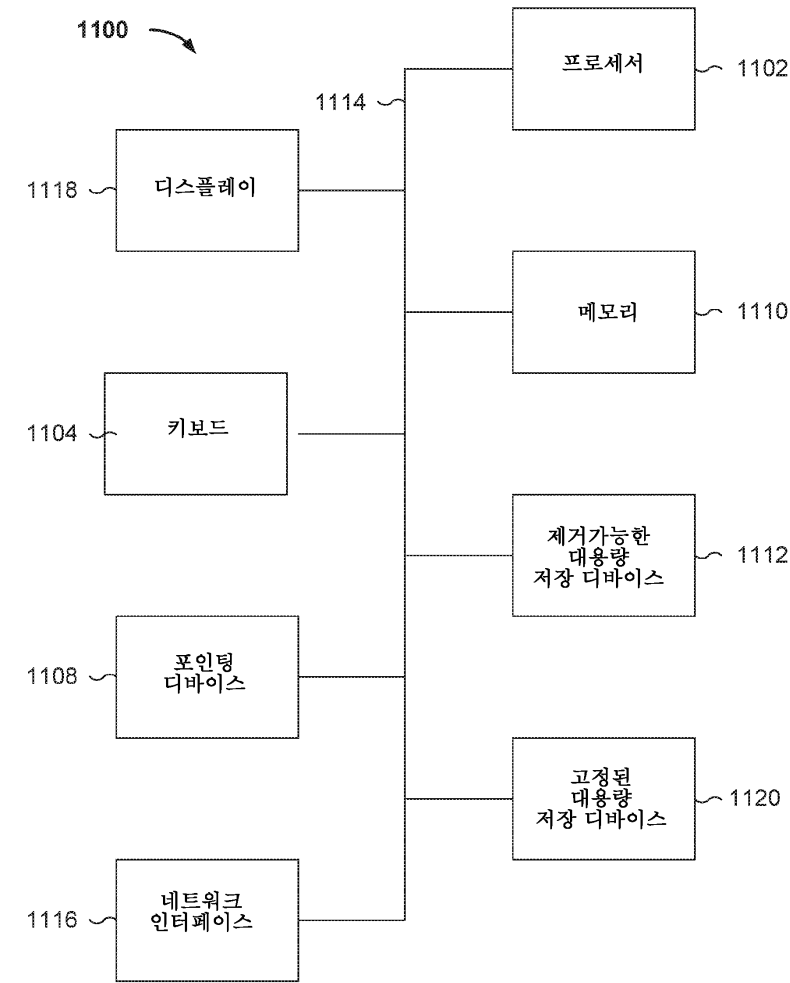 1100
프로세서
1102
1114
디스플레이
1118
메모리
1110
키보드
1104
제거가능한
대용량
저장 디바이스
1112
포인팅
디바이스
1108
고정된
대용량
저장 디바이스
1120
네트워크
인터페이스
1116